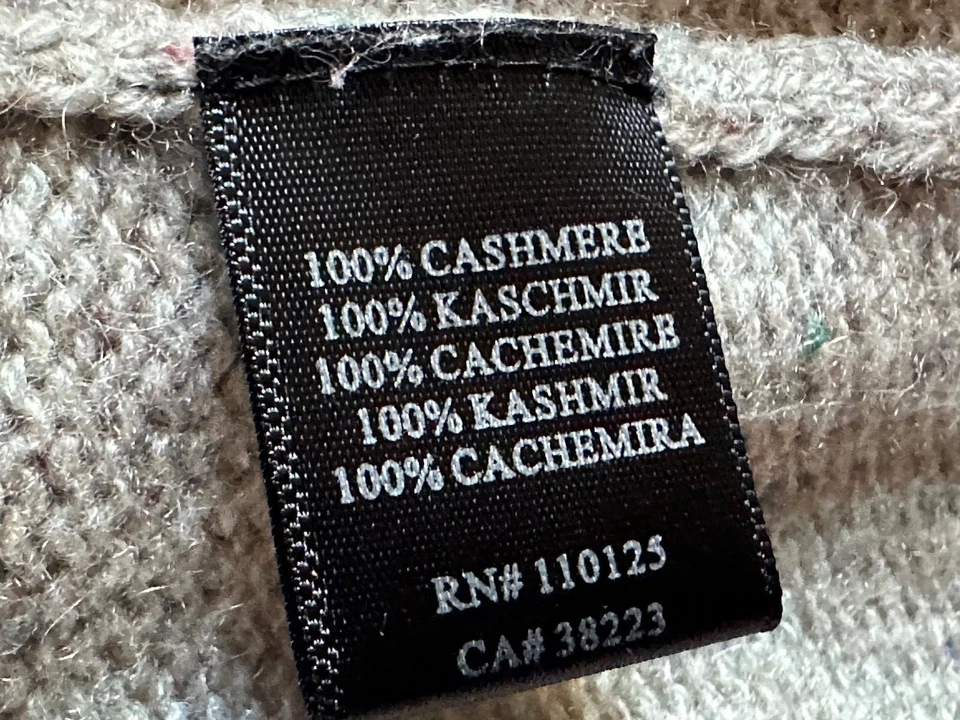 100% CASHMERE
100% KASCHMIR
100% CACHEMIRE
100% KASHMIR
100% CACHEMIRA
RN# 110125
CA# 38223